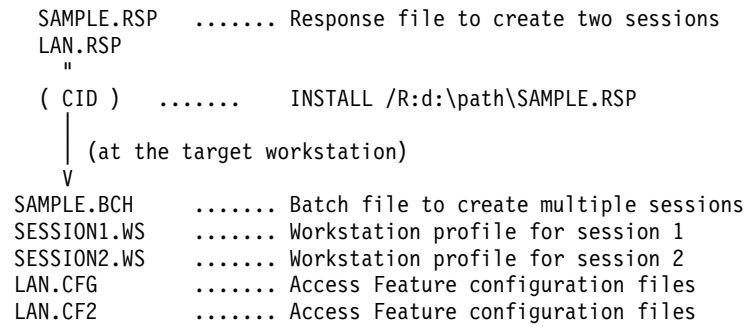 SAMPLE.RSP ....... Response file to create two sessions
LAN.RSP
"
( CID ) ....... INSTALL /R:d:\path\SAMPLE.RSP
(at the target workstation)
V
SAMPLE.BCH ....... Batch file to create multiple sessions
SESSION1.WS ....... Workstation profile for session 1
SESSION2.WS ....... Workstation profile for session 2
LAN.CFG ....... Access Feature configuration files
LAN.CF2 ....... Access Feature configuration files